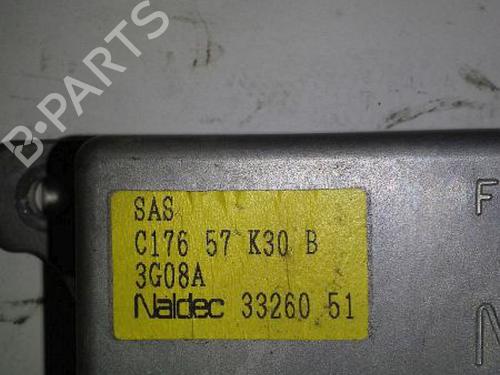 B-PARTS
SAS
C176 57 K30 B
3G08A
Naldec 33260 51
F
N